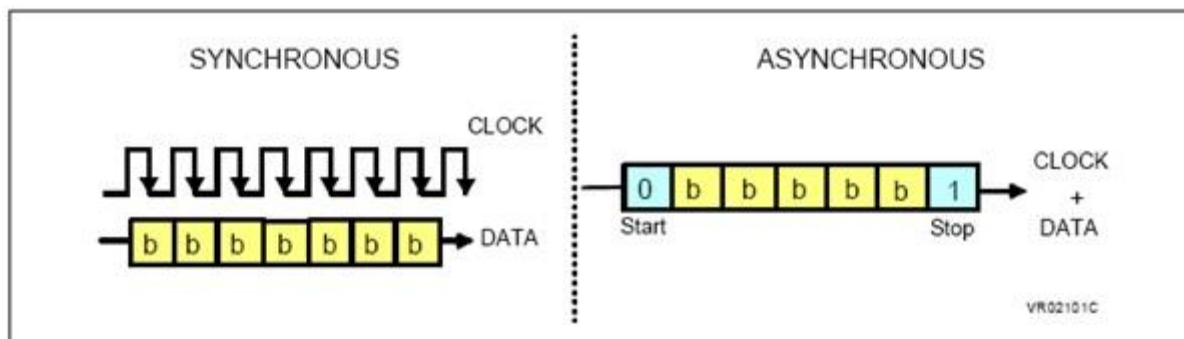 SYNCHRONOUS
CLOCK
b b b b b b b
DATA
ASYNCHRONOUS
0 b b b b b 1
Start Stop
CLOCK
+
DATA
VR02101C